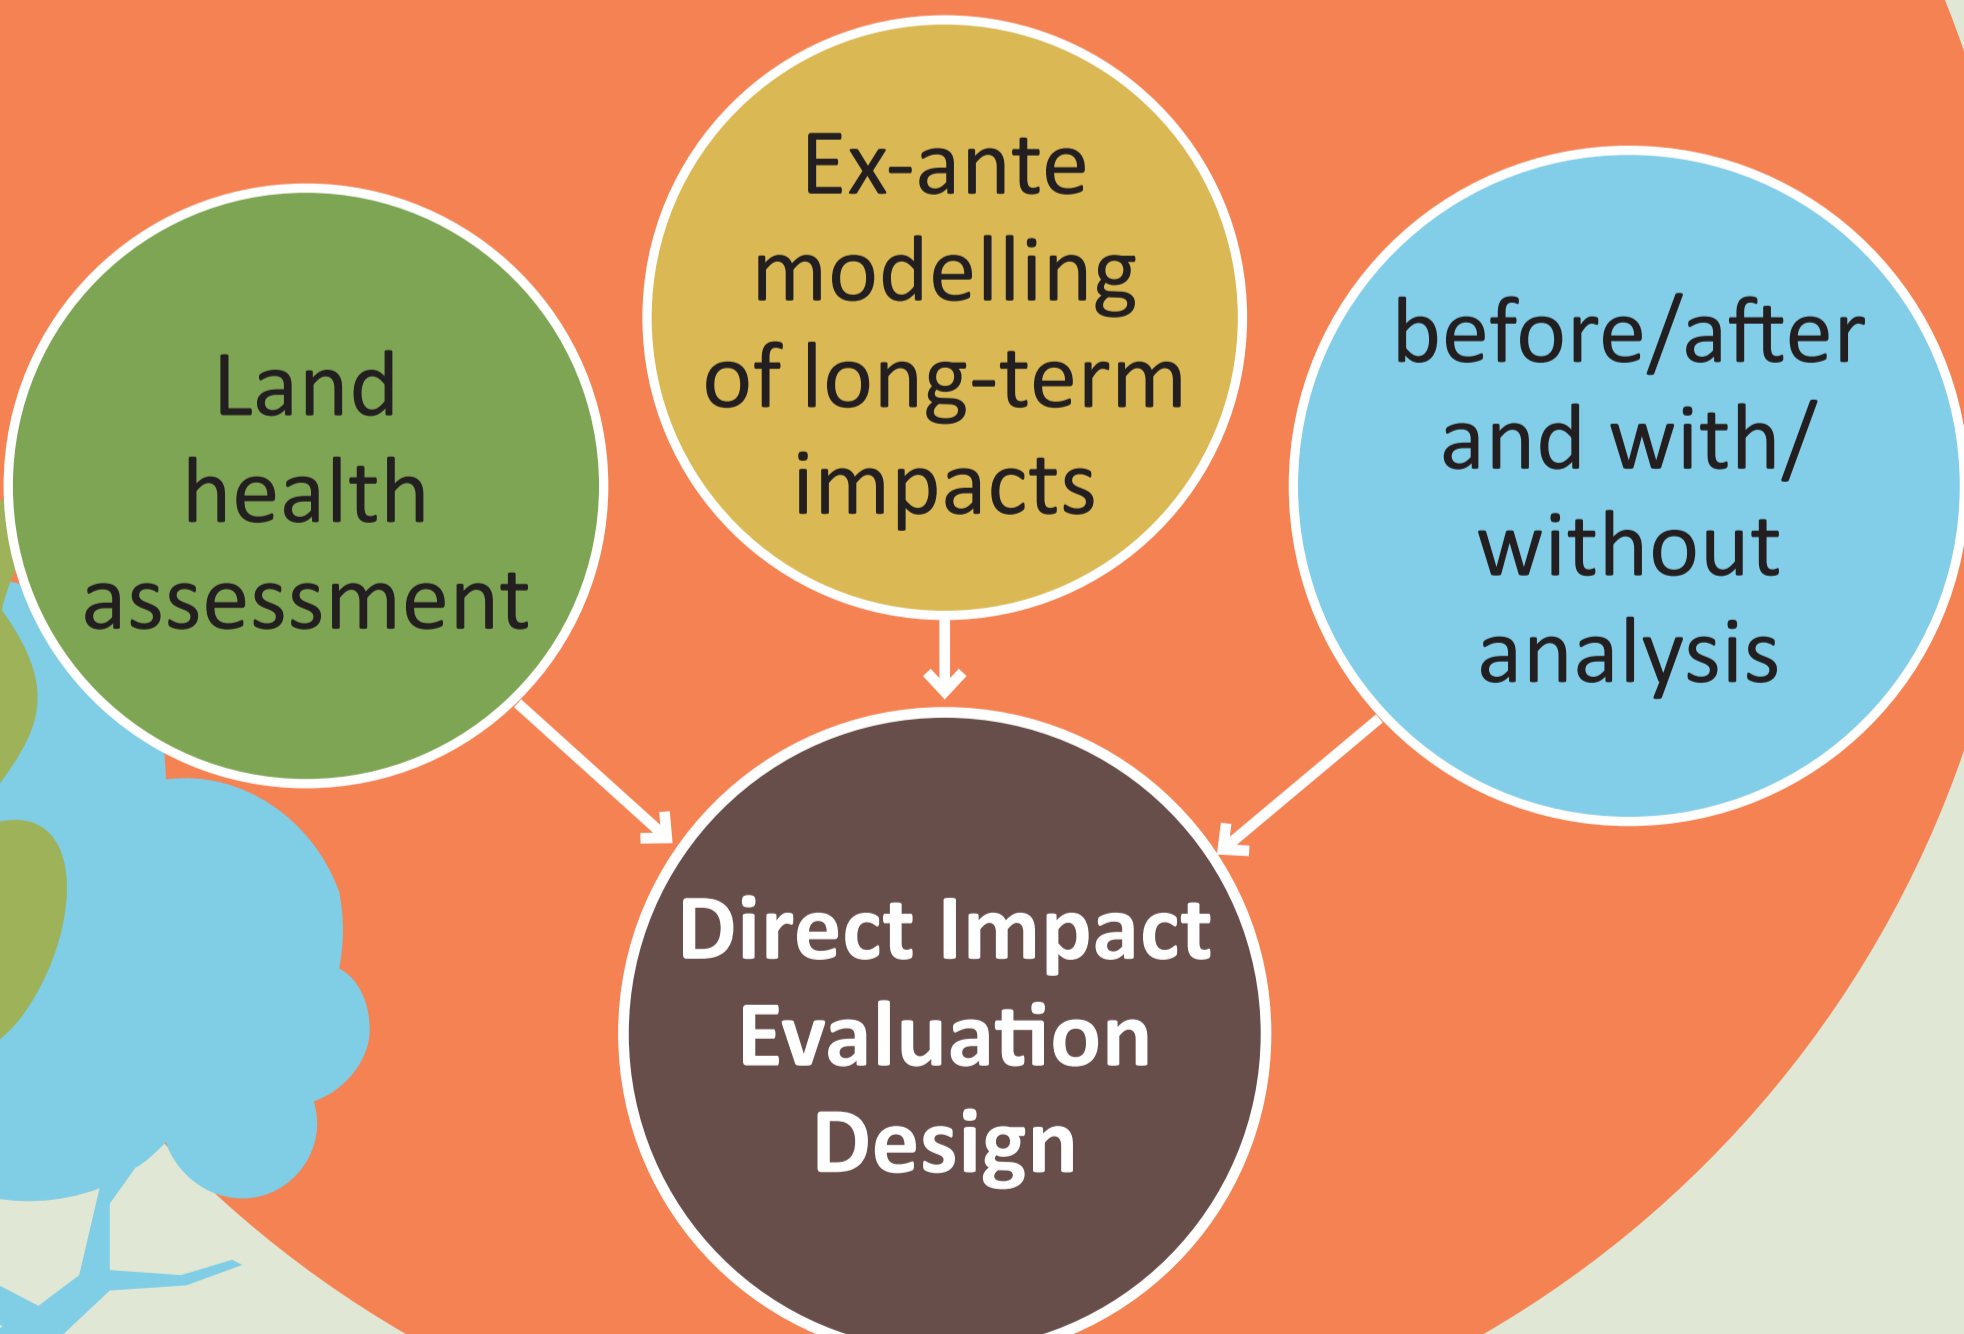 Land
health
assessment
Ex-ante
modelling
of long-term
impacts
before/after
and with/
without
analysis
Direct Impact
Evaluation
Design